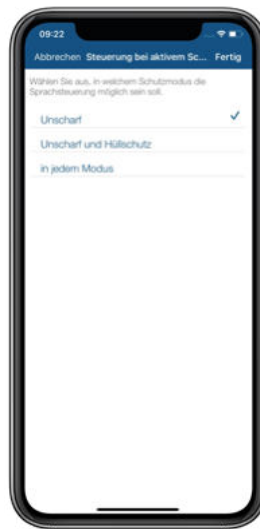 09:22
Abbrechen Steuerung bei aktivem Sc... Fertig
Wählen Sie aus, in welchem Schutzmodus die
Sprachsteuerung möglich sein soll.
Unscharf
Unscharf und Hüllschutz
in jedem Modus